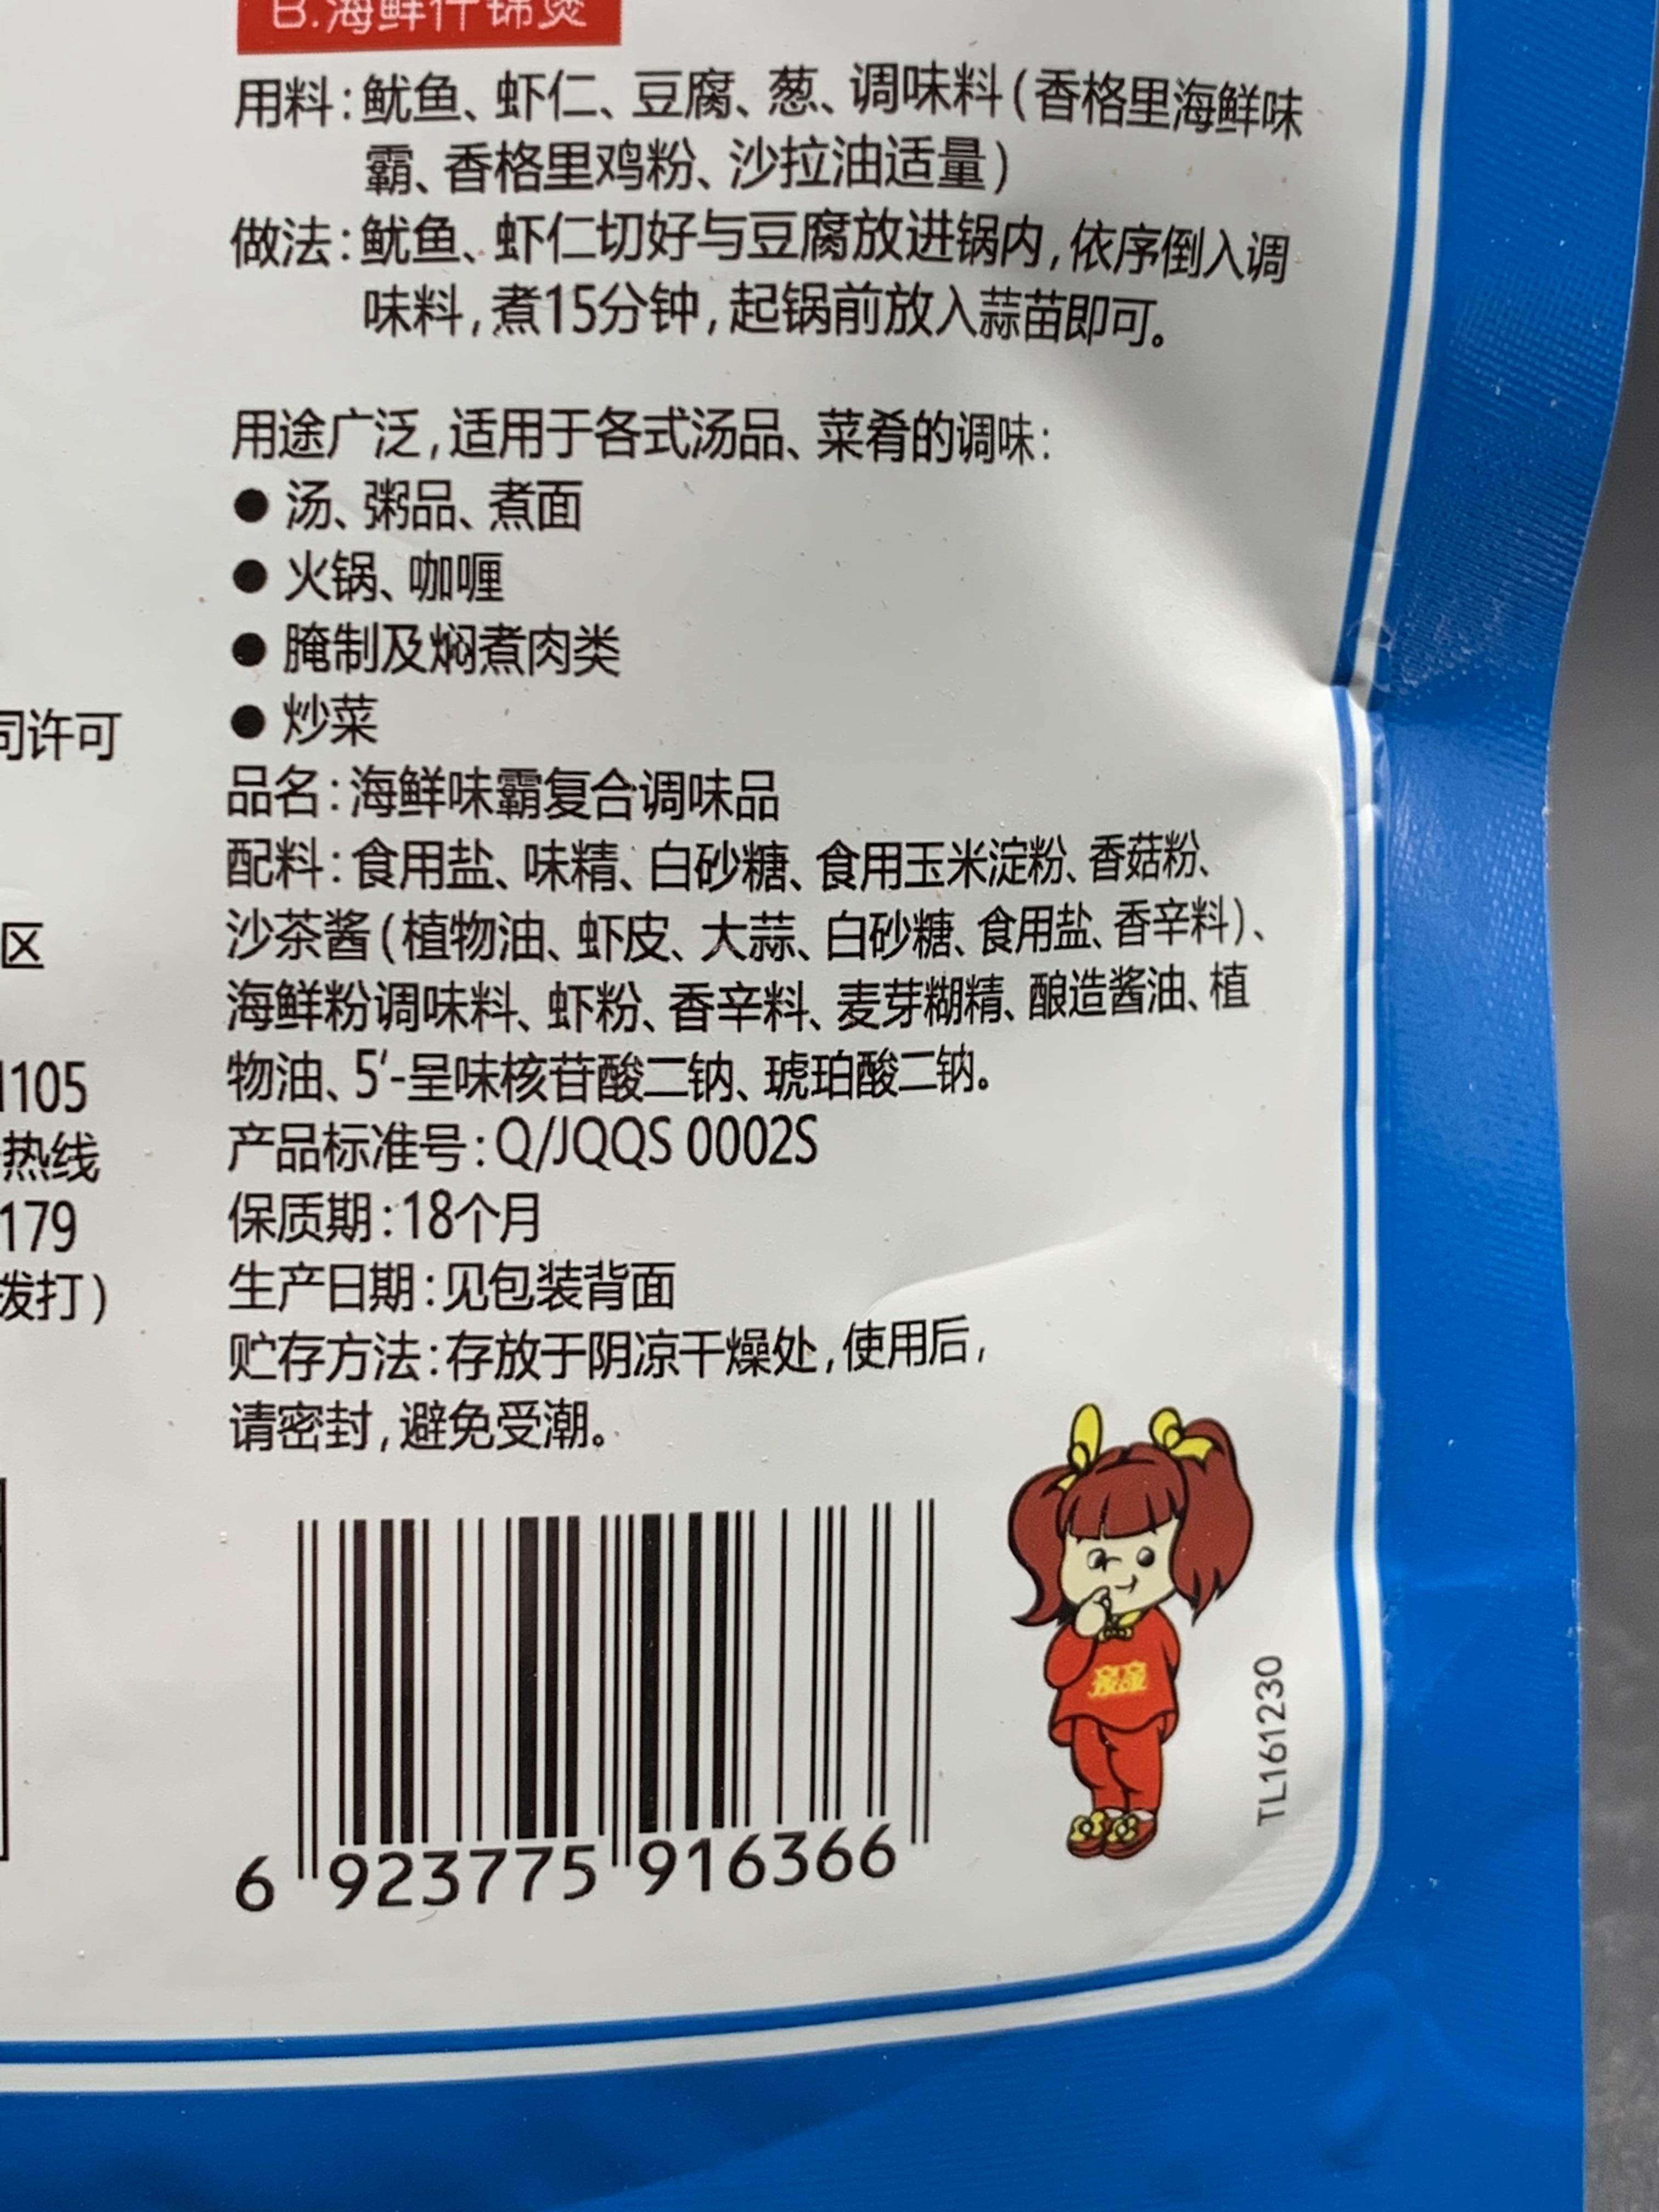 B.海鲜什锦煲
用料:鱿鱼、虾仁、豆腐、葱、调味料(香格里海鲜味
霸、香格里鸡粉、沙拉油适量)
做法:鱿鱼、虾仁切好与豆腐放进锅内,依序倒入调
味料,煮15分钟,起锅前放入蒜苗即可。
用途广泛,适用于各式汤品、菜肴的调味:
● 汤、粥品、煮面
● 火锅、咖喱
● 腌制及焖煮肉类
● 炒菜
品名:海鲜味霸复合调味品
配料:食用盐、味精、白砂糖、食用玉米淀粉、香菇粉、
沙茶酱(植物油、虾皮、大蒜、白砂糖、食用盐、香辛料)、
海鲜粉调味料、虾粉、香辛料、麦芽糊精、酿造酱油、植
物油、5'-呈味核苷酸二钠、琥珀酸二钠。
产品标准号:Q/JQQS 0002S
保质期:18个月
生产日期:见包装背面
贮存方法:存放于阴凉干燥处,使用后,
请密封,避免受潮。
6 923775 916366
TL161230
亲亲
司许可
区
1105
热线
179
拨打)